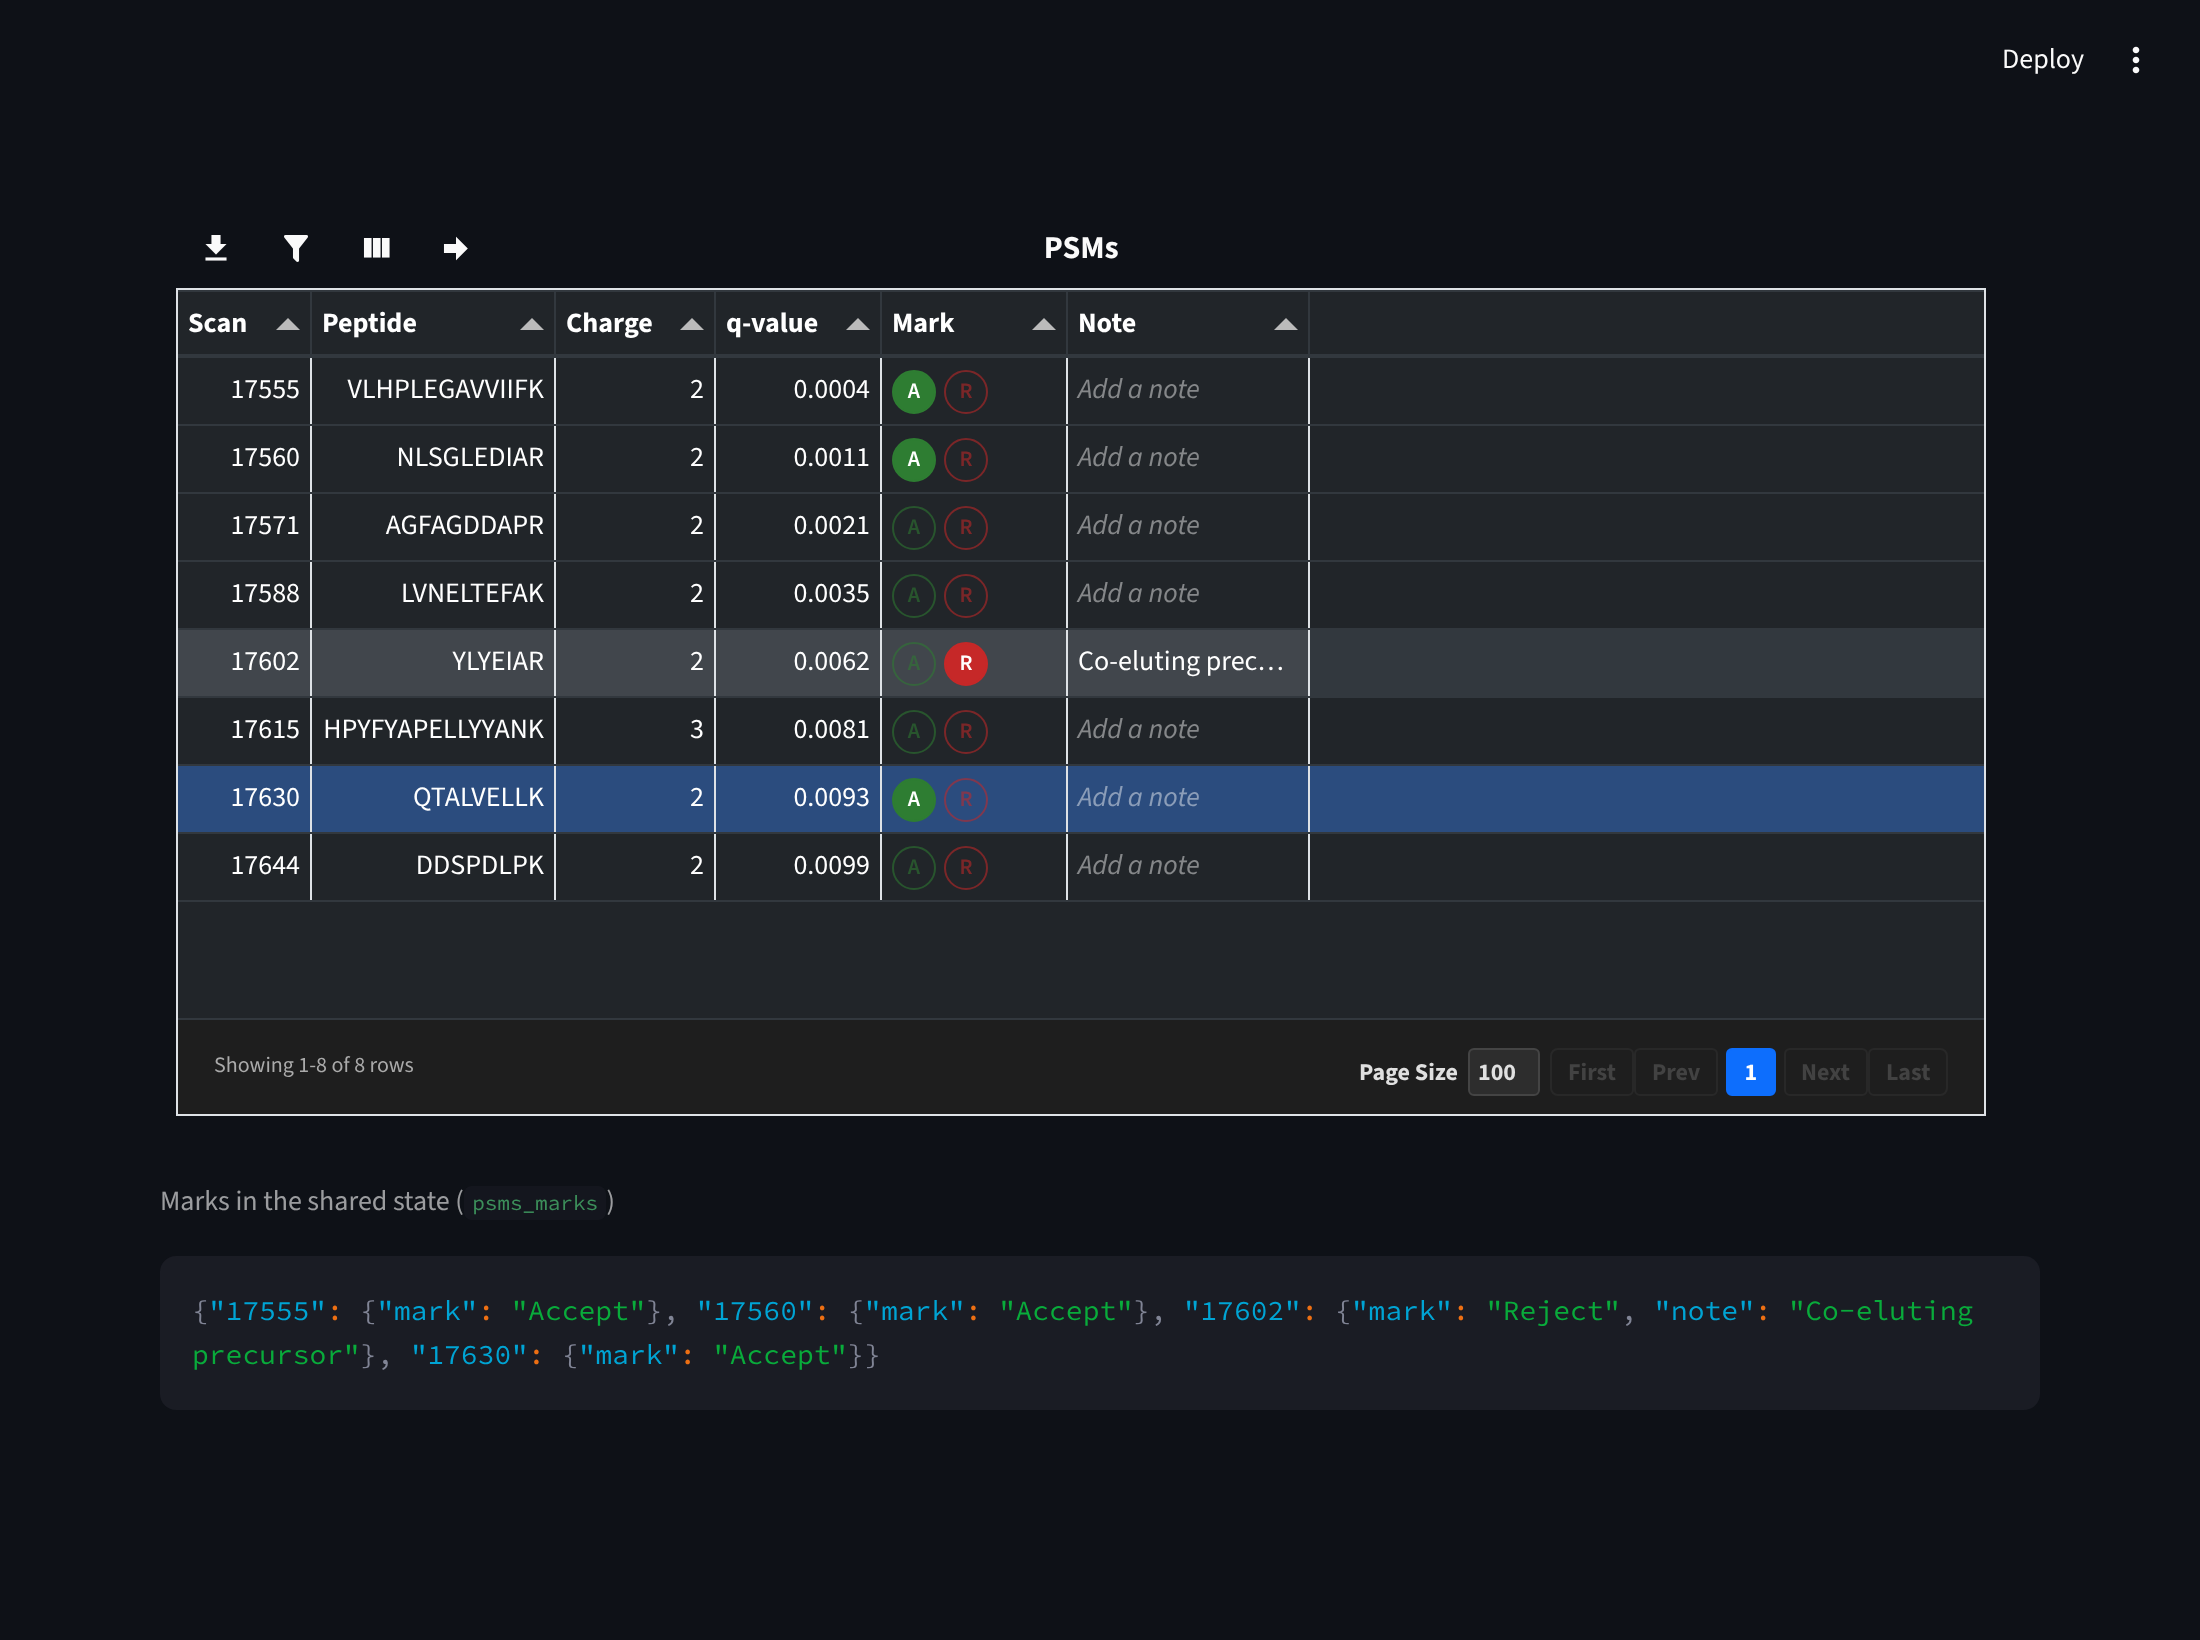 Deploy
PSMs
Scan Peptide Charge q-value Mark Note
17555 VLHPLEGAVVIIFK 2 0.0004 A R Add a note
17560 NLSGLEDIAR 2 0.0011 A R Add a note
17571 AGFAGDDAPR 2 0.0021 A R Add a note
17588 LVNELTEFAK 2 0.0035 A R Add a note
17602 YLYEIAR 2 0.0062 A R Co-eluting prec…
17615 HPYFYAPELLYYANK 3 0.0081 A R Add a note
17630 QTALVELLK 2 0.0093 A R Add a note
17644 DDSPDLPK 2 0.0099 A R Add a note
Showing 1-8 of 8 rows Page Size 100 First Prev 1 Next Last
Marks in the shared state ( psms_marks )
{"17555": {"mark": "Accept"}, "17560": {"mark": "Accept"}, "17602": {"mark": "Reject", "note": "Co-eluting
precursor"}, "17630": {"mark": "Accept"}}